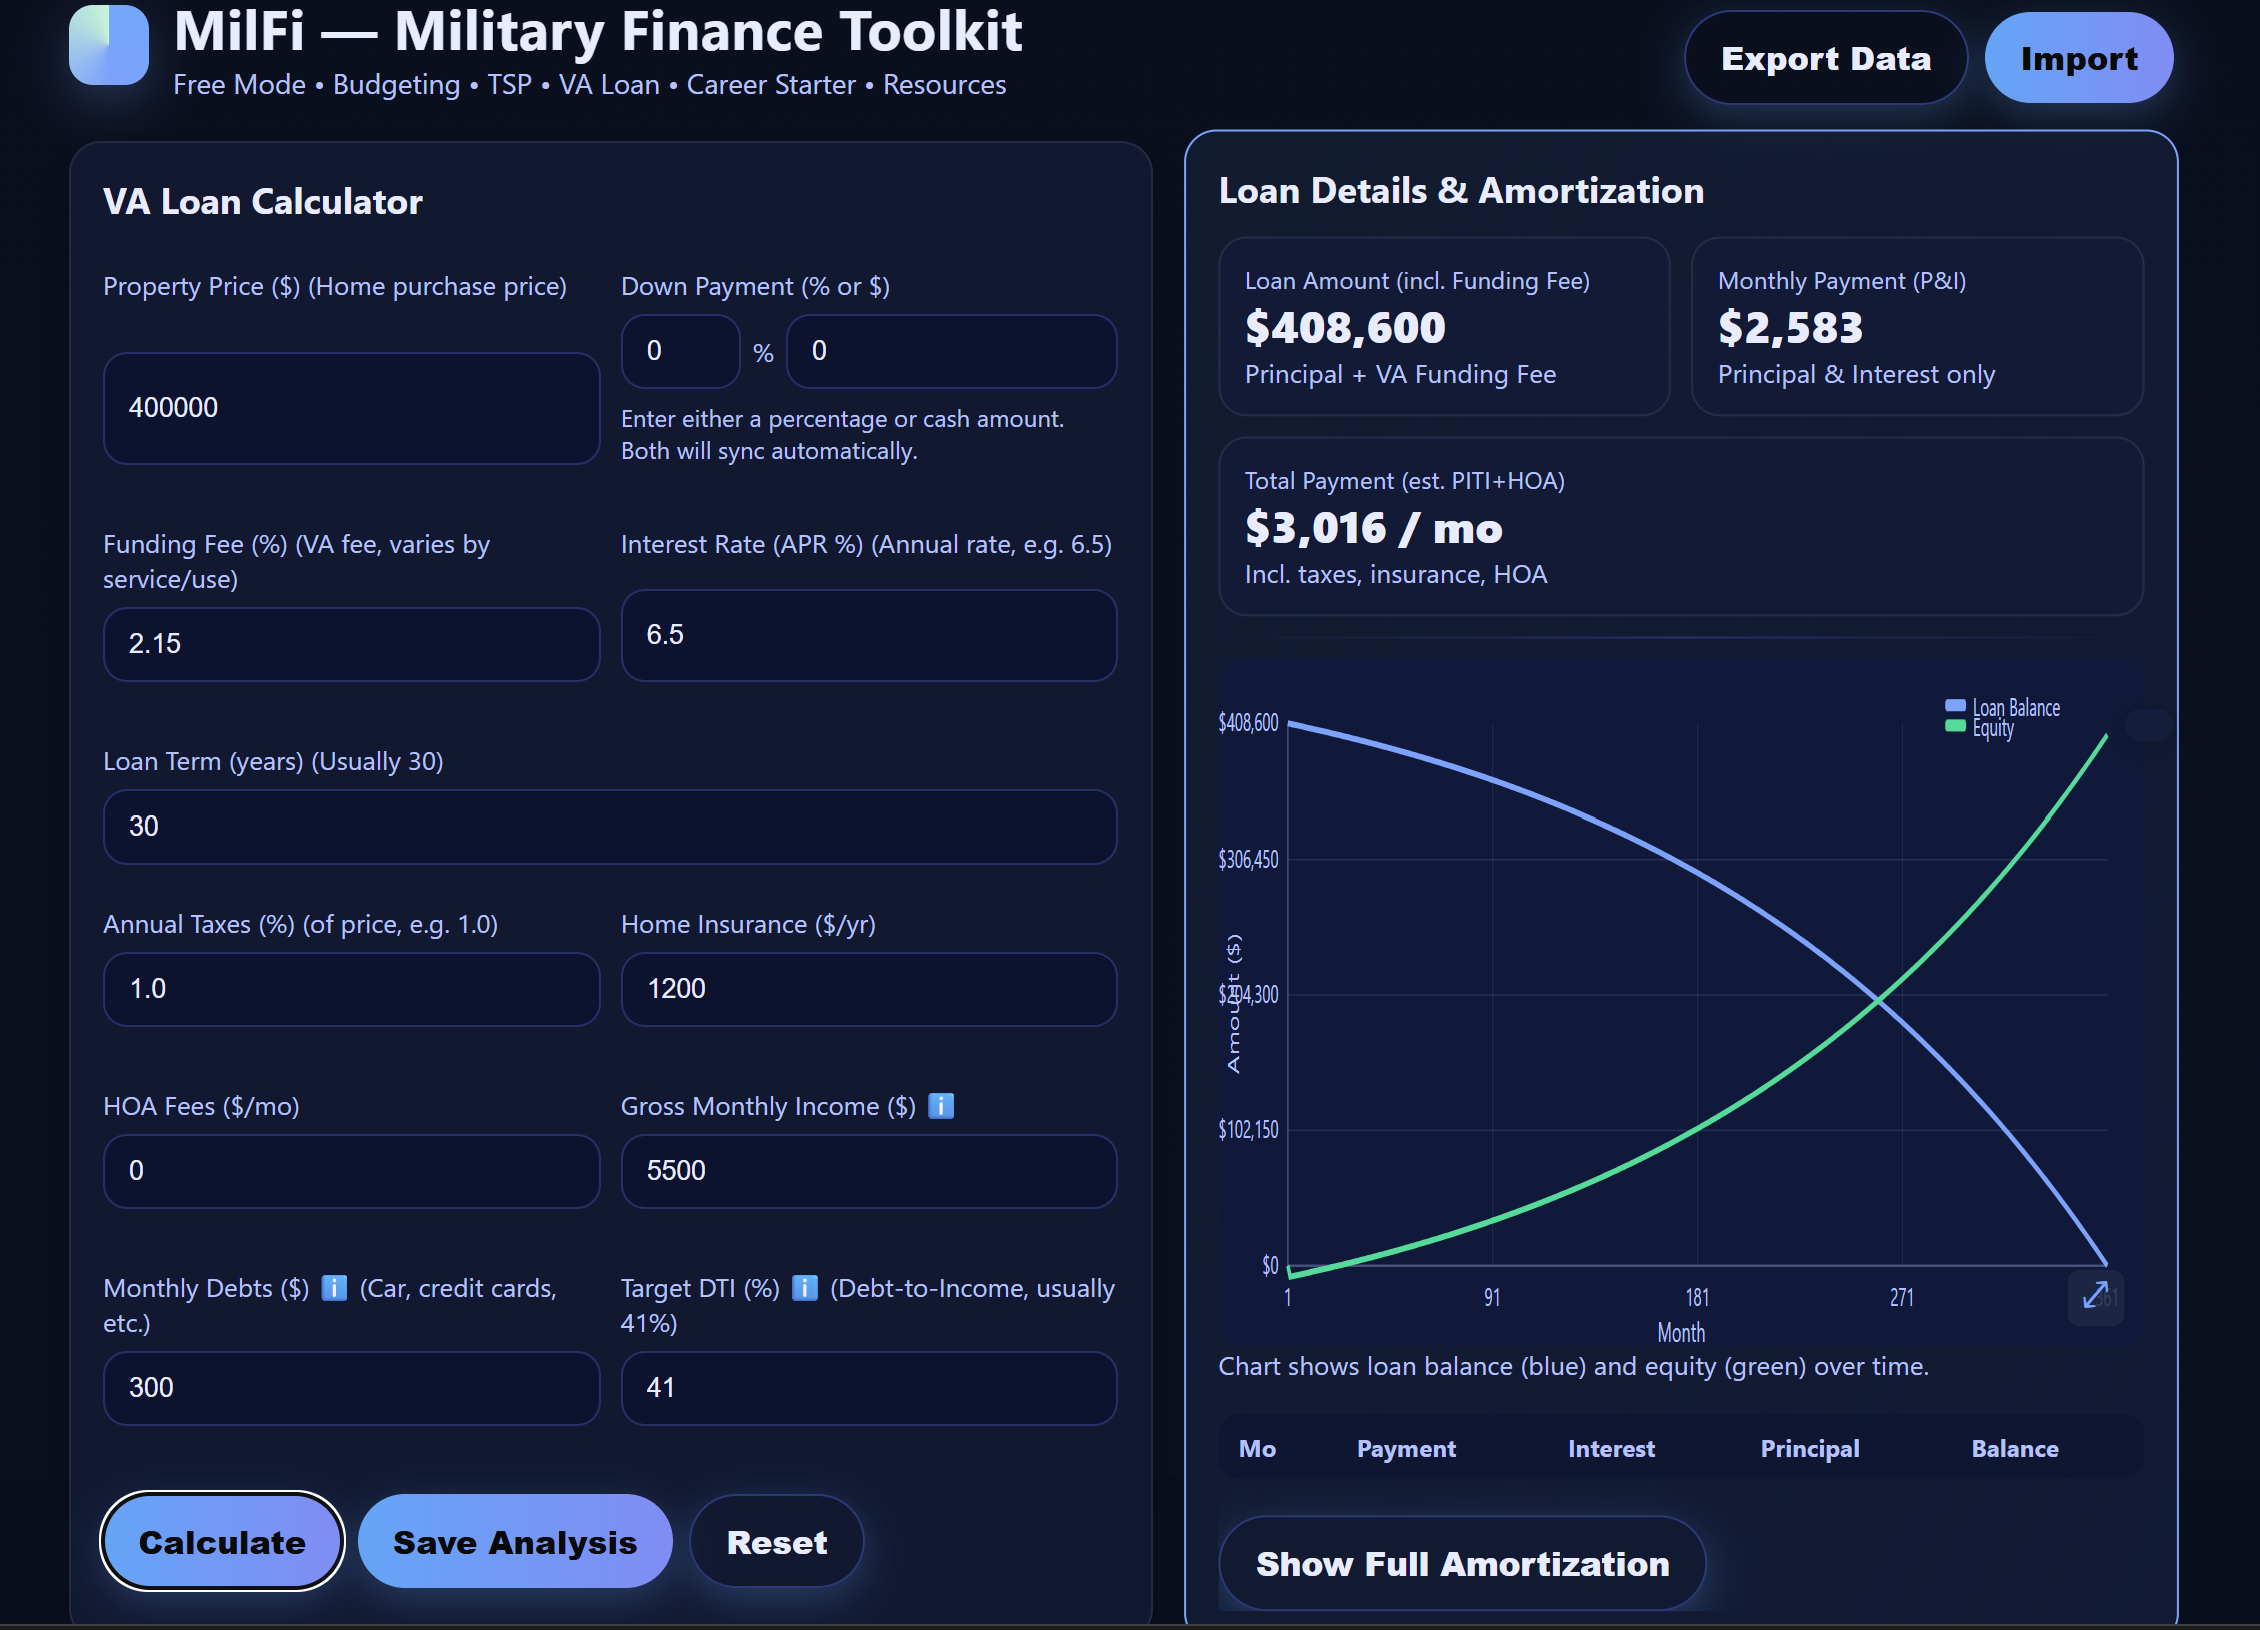 MilFi — Military Finance Toolkit
Free Mode • Budgeting • TSP • VA Loan • Career Starter • Resources
Export Data
Import
VA Loan Calculator
Property Price ($) (Home purchase price)
400000
Down Payment (% or $)
0 % 0
Enter either a percentage or cash amount.
Both will sync automatically.
Funding Fee (%) (VA fee, varies by
service/use)
2.15
Interest Rate (APR %) (Annual rate, e.g. 6.5)
6.5
Loan Term (years) (Usually 30)
30
Annual Taxes (%) (of price, e.g. 1.0)
1.0
Home Insurance ($/yr)
1200
HOA Fees ($/mo)
0
Gross Monthly Income ($) ℹ️
5500
Monthly Debts ($) ℹ️ (Car, credit cards,
etc.)
300
Target DTI (%) ℹ️ (Debt-to-Income, usually
41%)
41
Calculate
Save Analysis
Reset
Loan Details & Amortization
Loan Amount (incl. Funding Fee)
$408,600
Principal + VA Funding Fee
Monthly Payment (P&I)
$2,583
Principal & Interest only
Total Payment (est. PITI+HOA)
$3,016 / mo
Incl. taxes, insurance, HOA
Loan Balance
Equity
$408,600
$306,450
$204,300
$102,150
$0
Amount ($)
1 91 181 271 361
Month
Chart shows loan balance (blue) and equity (green) over time.
Mo Payment Interest Principal Balance
Show Full Amortization